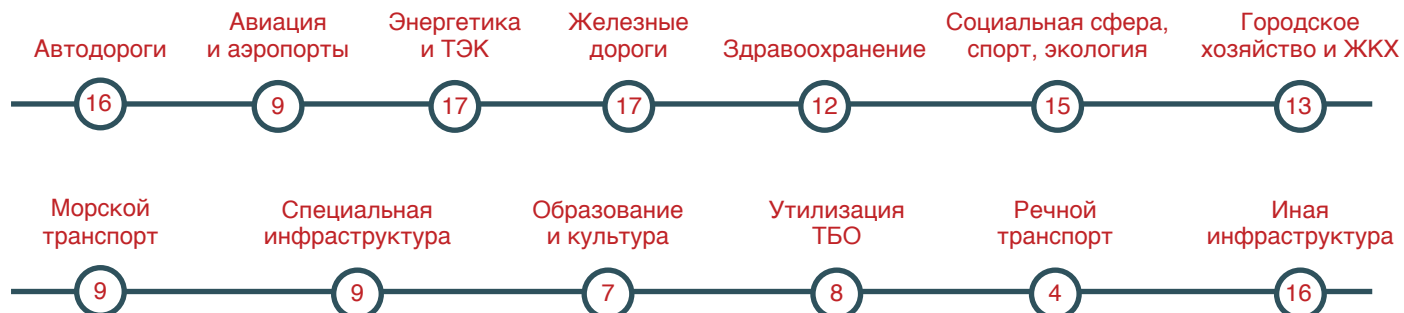 Автодороги
Авиация
и аэропорты
Энергетика
и ТЭК
Железные
дороги
Здравоохранение
Социальная сфера,
спорт, экология
Городское
хозяйство и ЖКХ
16
9
17
17
12
15
13
Морской
транспорт
Специальная
инфраструктура
Образование
и культура
Утилизация
ТБО
Речной
транспорт
Иная
инфраструктура
9
9
7
8
4
16